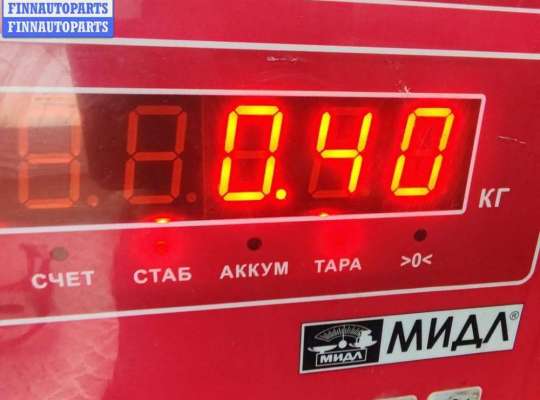 FINNAUTOPARTS
FINNAUTOPARTS
0.40 КГ
СЧЕТ СТАБ АККУМ ТАРА >0<
МИДЛ МИДЛ®